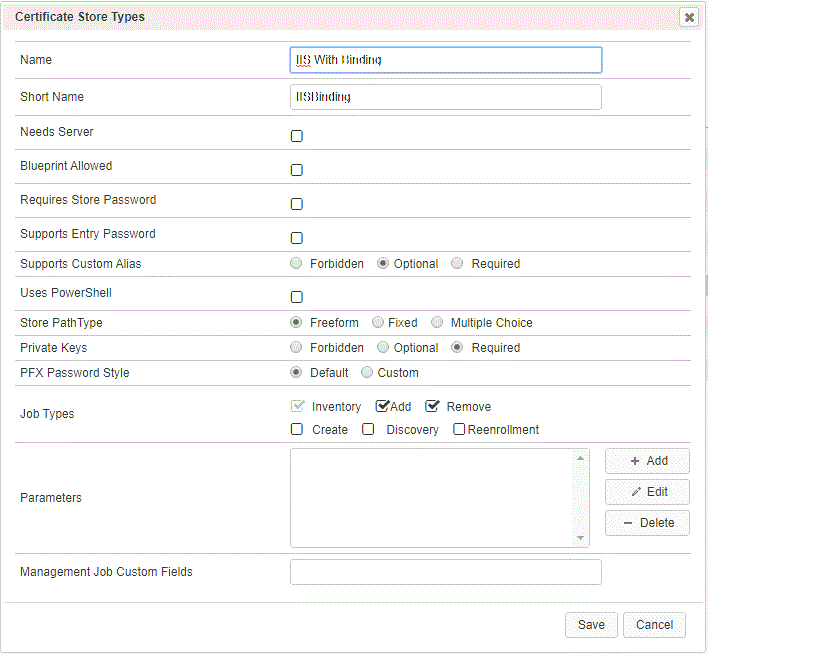 Certificate Store Types
Name IIS With Binding
Short Name IISBinding
Needs Server
Blueprint Allowed
Requires Store Password
Supports Entry Password
Supports Custom Alias Forbidden Optional Required
Uses PowerShell
Store PathType Freeform Fixed Multiple Choice
Private Keys Forbidden Optional Required
PFX Password Style Default Custom
Job Types Inventory Add Remove
Create Discovery Reenrollment
Parameters
+ Add
Edit
− Delete
Management Job Custom Fields
Save Cancel